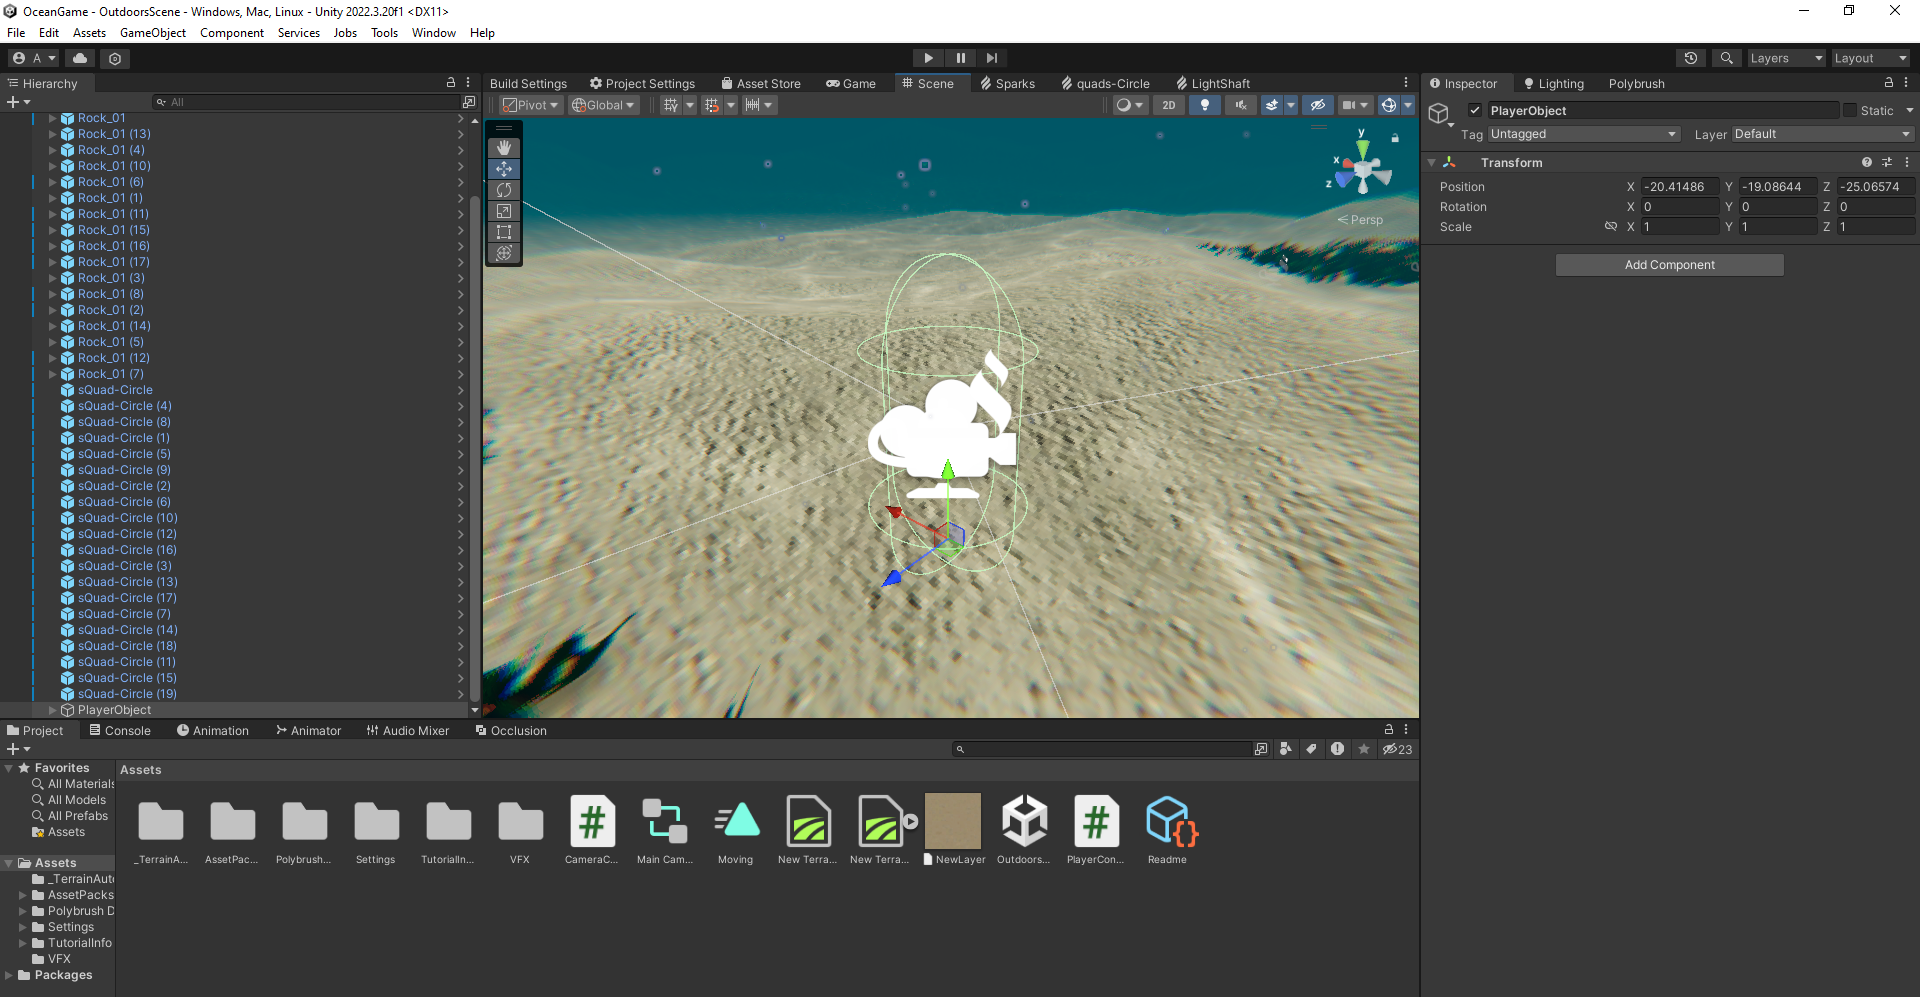 OceanGame - OutdoorsScene - Windows, Mac, Linux - Unity 2022.3.20f1 <DX11>
File Edit Assets GameObject Component Services Jobs Tools Window Help
A Layers Layout
Hierarchy
All
Rock_01
Rock_01 (13)
Rock_01 (4)
Rock_01 (10)
Rock_01 (6)
Rock_01 (1)
Rock_01 (11)
Rock_01 (15)
Rock_01 (16)
Rock_01 (17)
Rock_01 (3)
Rock_01 (8)
Rock_01 (2)
Rock_01 (14)
Rock_01 (5)
Rock_01 (12)
Rock_01 (7)
sQuad-Circle
sQuad-Circle (4)
sQuad-Circle (8)
sQuad-Circle (1)
sQuad-Circle (5)
sQuad-Circle (9)
sQuad-Circle (2)
sQuad-Circle (6)
sQuad-Circle (10)
sQuad-Circle (12)
sQuad-Circle (16)
sQuad-Circle (3)
sQuad-Circle (13)
sQuad-Circle (17)
sQuad-Circle (7)
sQuad-Circle (14)
sQuad-Circle (18)
sQuad-Circle (11)
sQuad-Circle (15)
sQuad-Circle (19)
PlayerObject
Build Settings Project Settings Asset Store Game Scene Sparks quads-Circle LightShaft
Pivot Global 2D
y
x
z
Persp
Inspector Lighting Polybrush
PlayerObject Static
Tag Untagged Layer Default
Transform
Position X -20.41486 Y -19.08644 Z -25.06574
Rotation X 0 Y 0 Z 0
Scale X 1 Y 1 Z 1
Add Component
Project Console Animation Animator Audio Mixer Occlusion
23
Favorites
All Materials
All Models
All Prefabs
Assets
Assets
_TerrainAuto
AssetPacks
Polybrush D
Settings
TutorialInfo
VFX
Packages
Assets
_TerrainA... AssetPac... Polybrush... Settings TutorialIn... VFX CameraC... Main Cam... Moving New Terra... New Terra... NewLayer Outdoors... PlayerCon... Readme